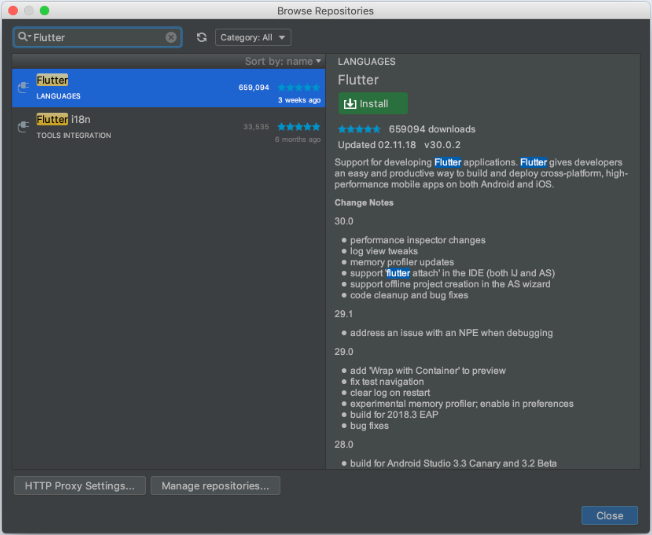 Browse Repositories
Flutter
Category: All
Sort by: name
Flutter
659,094
LANGUAGES
3 weeks ago
Flutter i18n
33,535
TOOLS INTEGRATION
6 months ago
LANGUAGES
Flutter
Install
659094 downloads
Updated 02.11.18 v30.0.2
Support for developing Flutter applications. Flutter gives developers
an easy and productive way to build and deploy cross-platform, high-
performance mobile apps on both Android and iOS.
Change Notes
30.0
• performance inspector changes
• log view tweaks
• memory profiler updates
• support 'flutter attach' in the IDE (both IJ and AS)
• support offline project creation in the AS wizard
• code cleanup and bug fixes
29.1
• address an issue with an NPE when debugging
29.0
• add 'Wrap with Container' to preview
• fix test navigation
• clear log on restart
• experimental memory profiler; enable in preferences
• build for 2018.3 EAP
• bug fixes
28.0
• build for Android Studio 3.3 Canary and 3.2 Beta
HTTP Proxy Settings...
Manage repositories...
Close